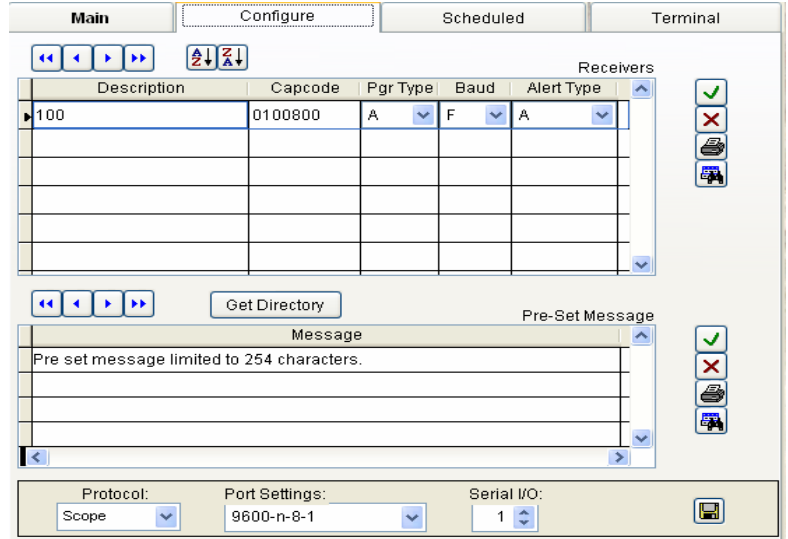 Main Configure Scheduled Terminal
Receivers
Description Capcode Pgr Type Baud Alert Type
100 0100800 A F A
Get Directory
Pre-Set Message
Message
Pre set message limited to 254 characters.
Protocol: Port Settings: Serial I/O:
Scope 9600-n-8-1 1